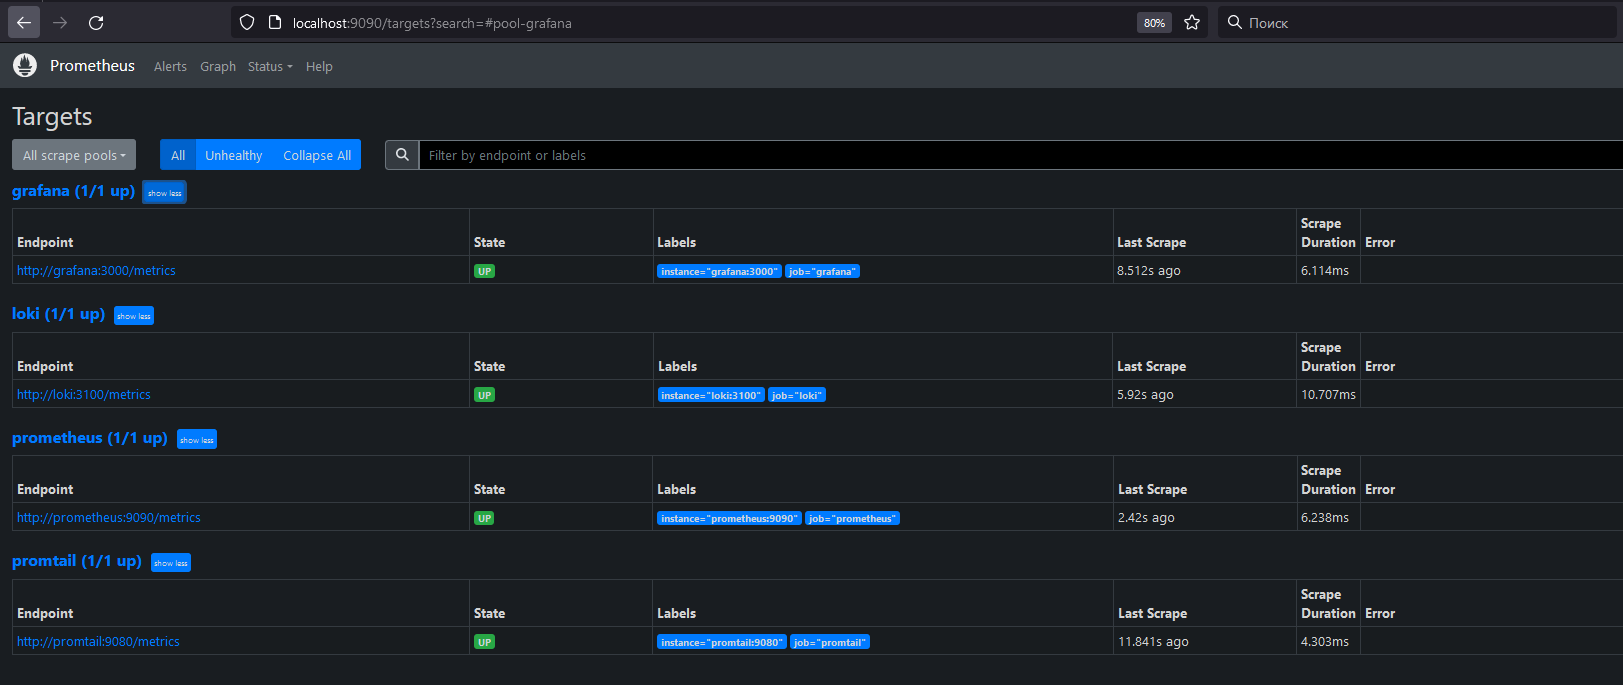 localhost:9090/targets?search=#pool-grafana
80%
Поиск
Prometheus Alerts Graph Status Help
Targets
All scrape pools All Unhealthy Collapse All Filter by endpoint or labels
grafana (1/1 up) show less
Endpoint State Labels Last Scrape Scrape Duration Error
http://grafana:3000/metrics UP instance="grafana:3000" job="grafana" 8.512s ago 6.114ms
loki (1/1 up) show less
Endpoint State Labels Last Scrape Scrape Duration Error
http://loki:3100/metrics UP instance="loki:3100" job="loki" 5.92s ago 10.707ms
prometheus (1/1 up) show less
Endpoint State Labels Last Scrape Scrape Duration Error
http://prometheus:9090/metrics UP instance="prometheus:9090" job="prometheus" 2.42s ago 6.238ms
promtail (1/1 up) show less
Endpoint State Labels Last Scrape Scrape Duration Error
http://promtail:9080/metrics UP instance="promtail:9080" job="promtail" 11.841s ago 4.303ms